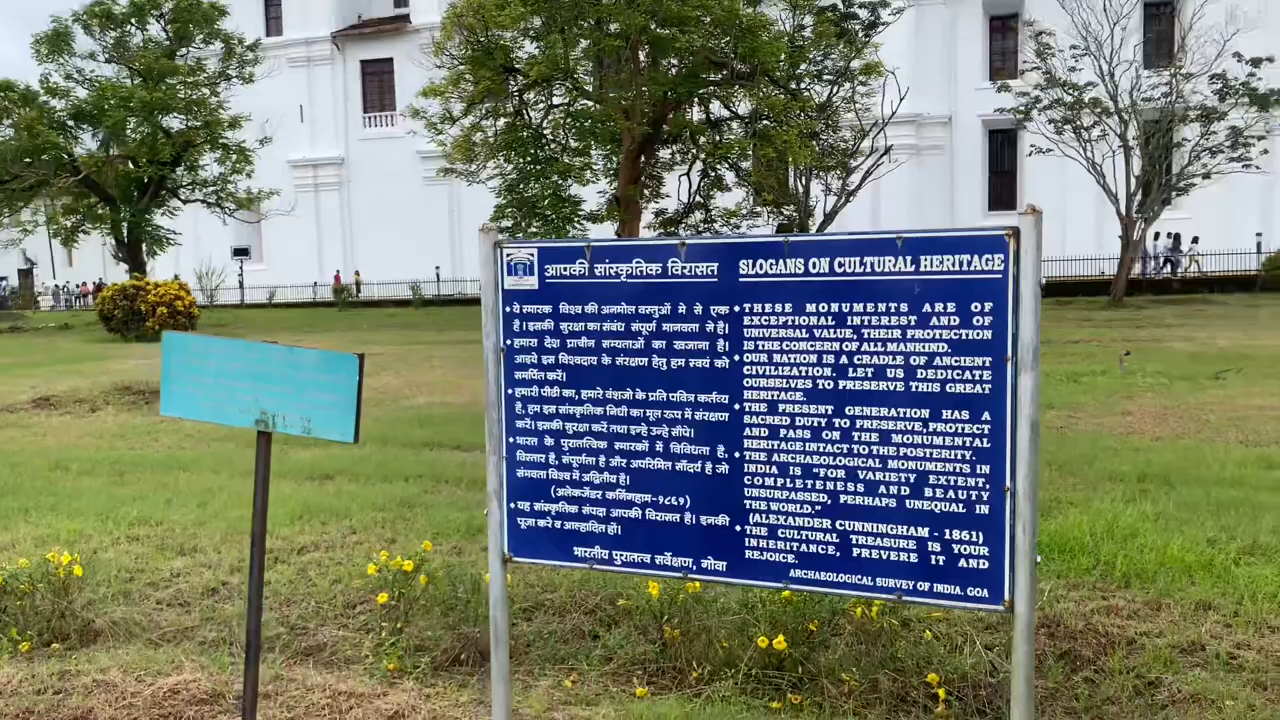 आपकी सांस्कृतिक विरासत
ये स्मारक विश्व की अनमोल वस्तुओं मे से एक
है। इसकी सुरक्षा का संबंध संपूर्ण मानवता से है।
हमारा देश प्राचीन सभ्यताओं का खजाना है।
आइये इस विश्वदाय के संरक्षण हेतु हम स्वयं को
समर्पित करें।
हमारी पीढी का, हमारे वंशजो के प्रति पवित्र कर्तव्य
है, हम इस सांस्कृतिक निधी का मूल रूप में संरक्षण
करें। इसकी सुरक्षा करें तथा इन्हे उन्हे सौपे।
भारत के पुरातत्विक स्मारकों में विविधता है,
विस्तार है, संपूर्णता है और अपरिमित सौंदर्य है जो
संभवता विश्व में अद्वितीय है।
(अलेकजेंडर कनिंगहाम-१८६१)
यह सांस्कृतिक संपदा आपकी विरासत है। इनकी
पूजा करे व आल्हादित हों।
भारतीय पुरातत्व सर्वेक्षण, गोवा
SLOGANS ON CULTURAL HERITAGE
THESE MONUMENTS ARE OF
EXCEPTIONAL INTEREST AND OF
UNIVERSAL VALUE, THEIR PROTECTION
IS THE CONCERN OF ALL MANKIND.
OUR NATION IS A CRADLE OF ANCIENT
CIVILIZATION. LET US DEDICATE
OURSELVES TO PRESERVE THIS GREAT
HERITAGE.
THE PRESENT GENERATION HAS A
SACRED DUTY TO PRESERVE, PROTECT
AND PASS ON THE MONUMENTAL
HERITAGE INTACT TO THE POSTERITY.
THE ARCHAEOLOGICAL MONUMENTS IN
INDIA IS “FOR VARIETY EXTENT,
COMPLETENESS AND BEAUTY
UNSURPASSED, PERHAPS UNEQUAL IN
THE WORLD.”
(ALEXANDER CUNNINGHAM - 1861)
THE CULTURAL TREASURE IS YOUR
INHERITANCE, PREVERE IT AND
REJOICE.
ARCHAEOLOGICAL SURVEY OF INDIA. GOA